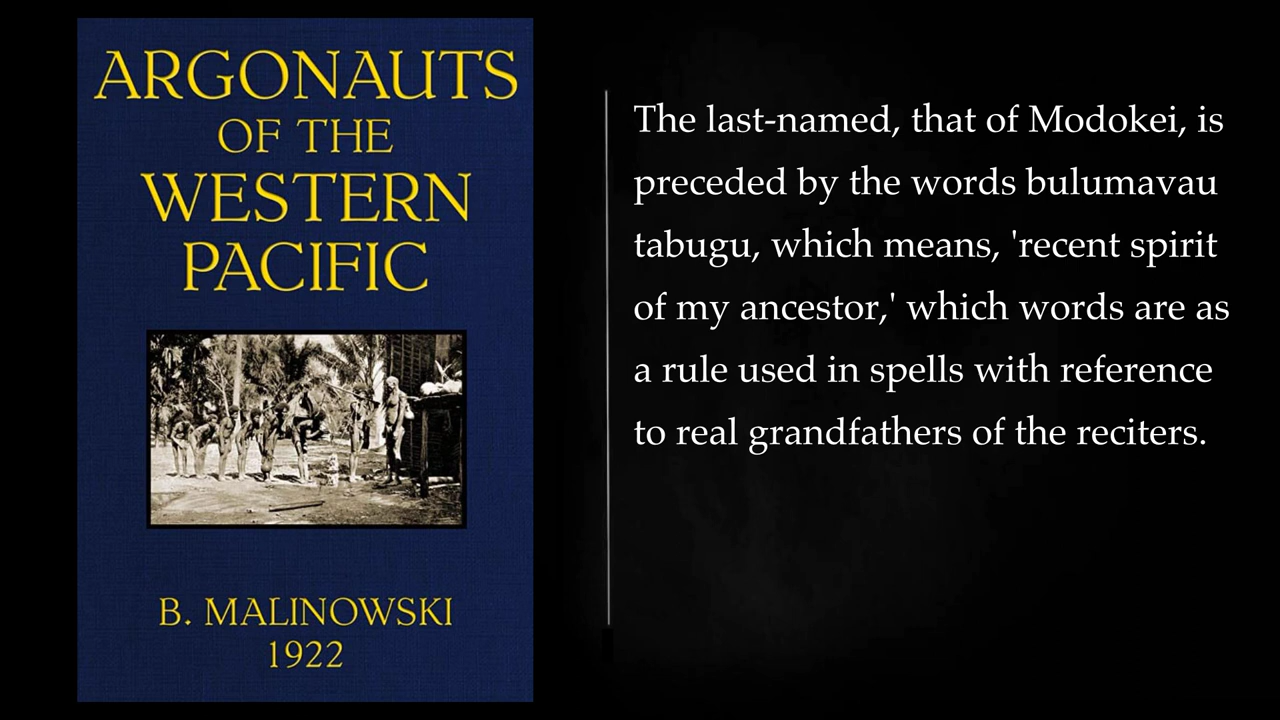 ARGONAUTS
OF THE
WESTERN
PACIFIC
B. MALINOWSKI
1922
The last-named, that of Modokei, is
preceded by the words bulumavau
tabugu, which means, 'recent spirit
of my ancestor,' which words are as
a rule used in spells with reference
to real grandfathers of the reciters.